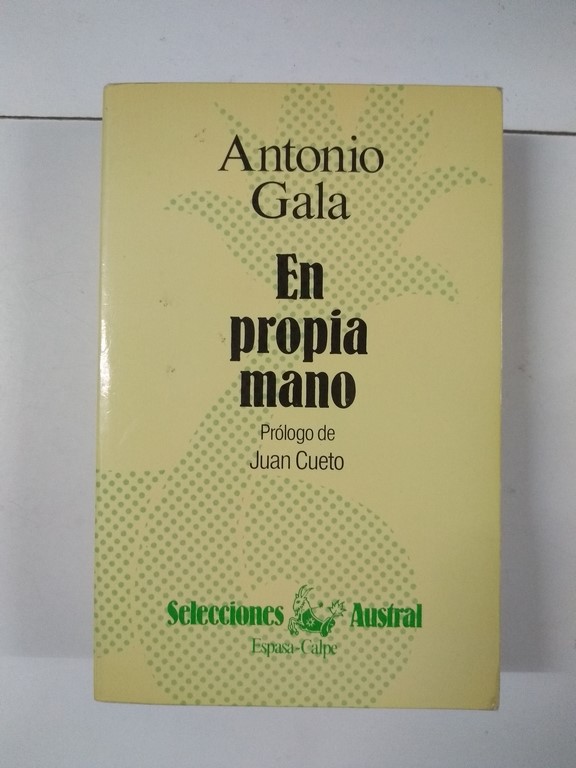 Antonio
Gala
En
propia
mano
Prólogo de
Juan Cueto
Selecciones Austral
Espasa-Calpe